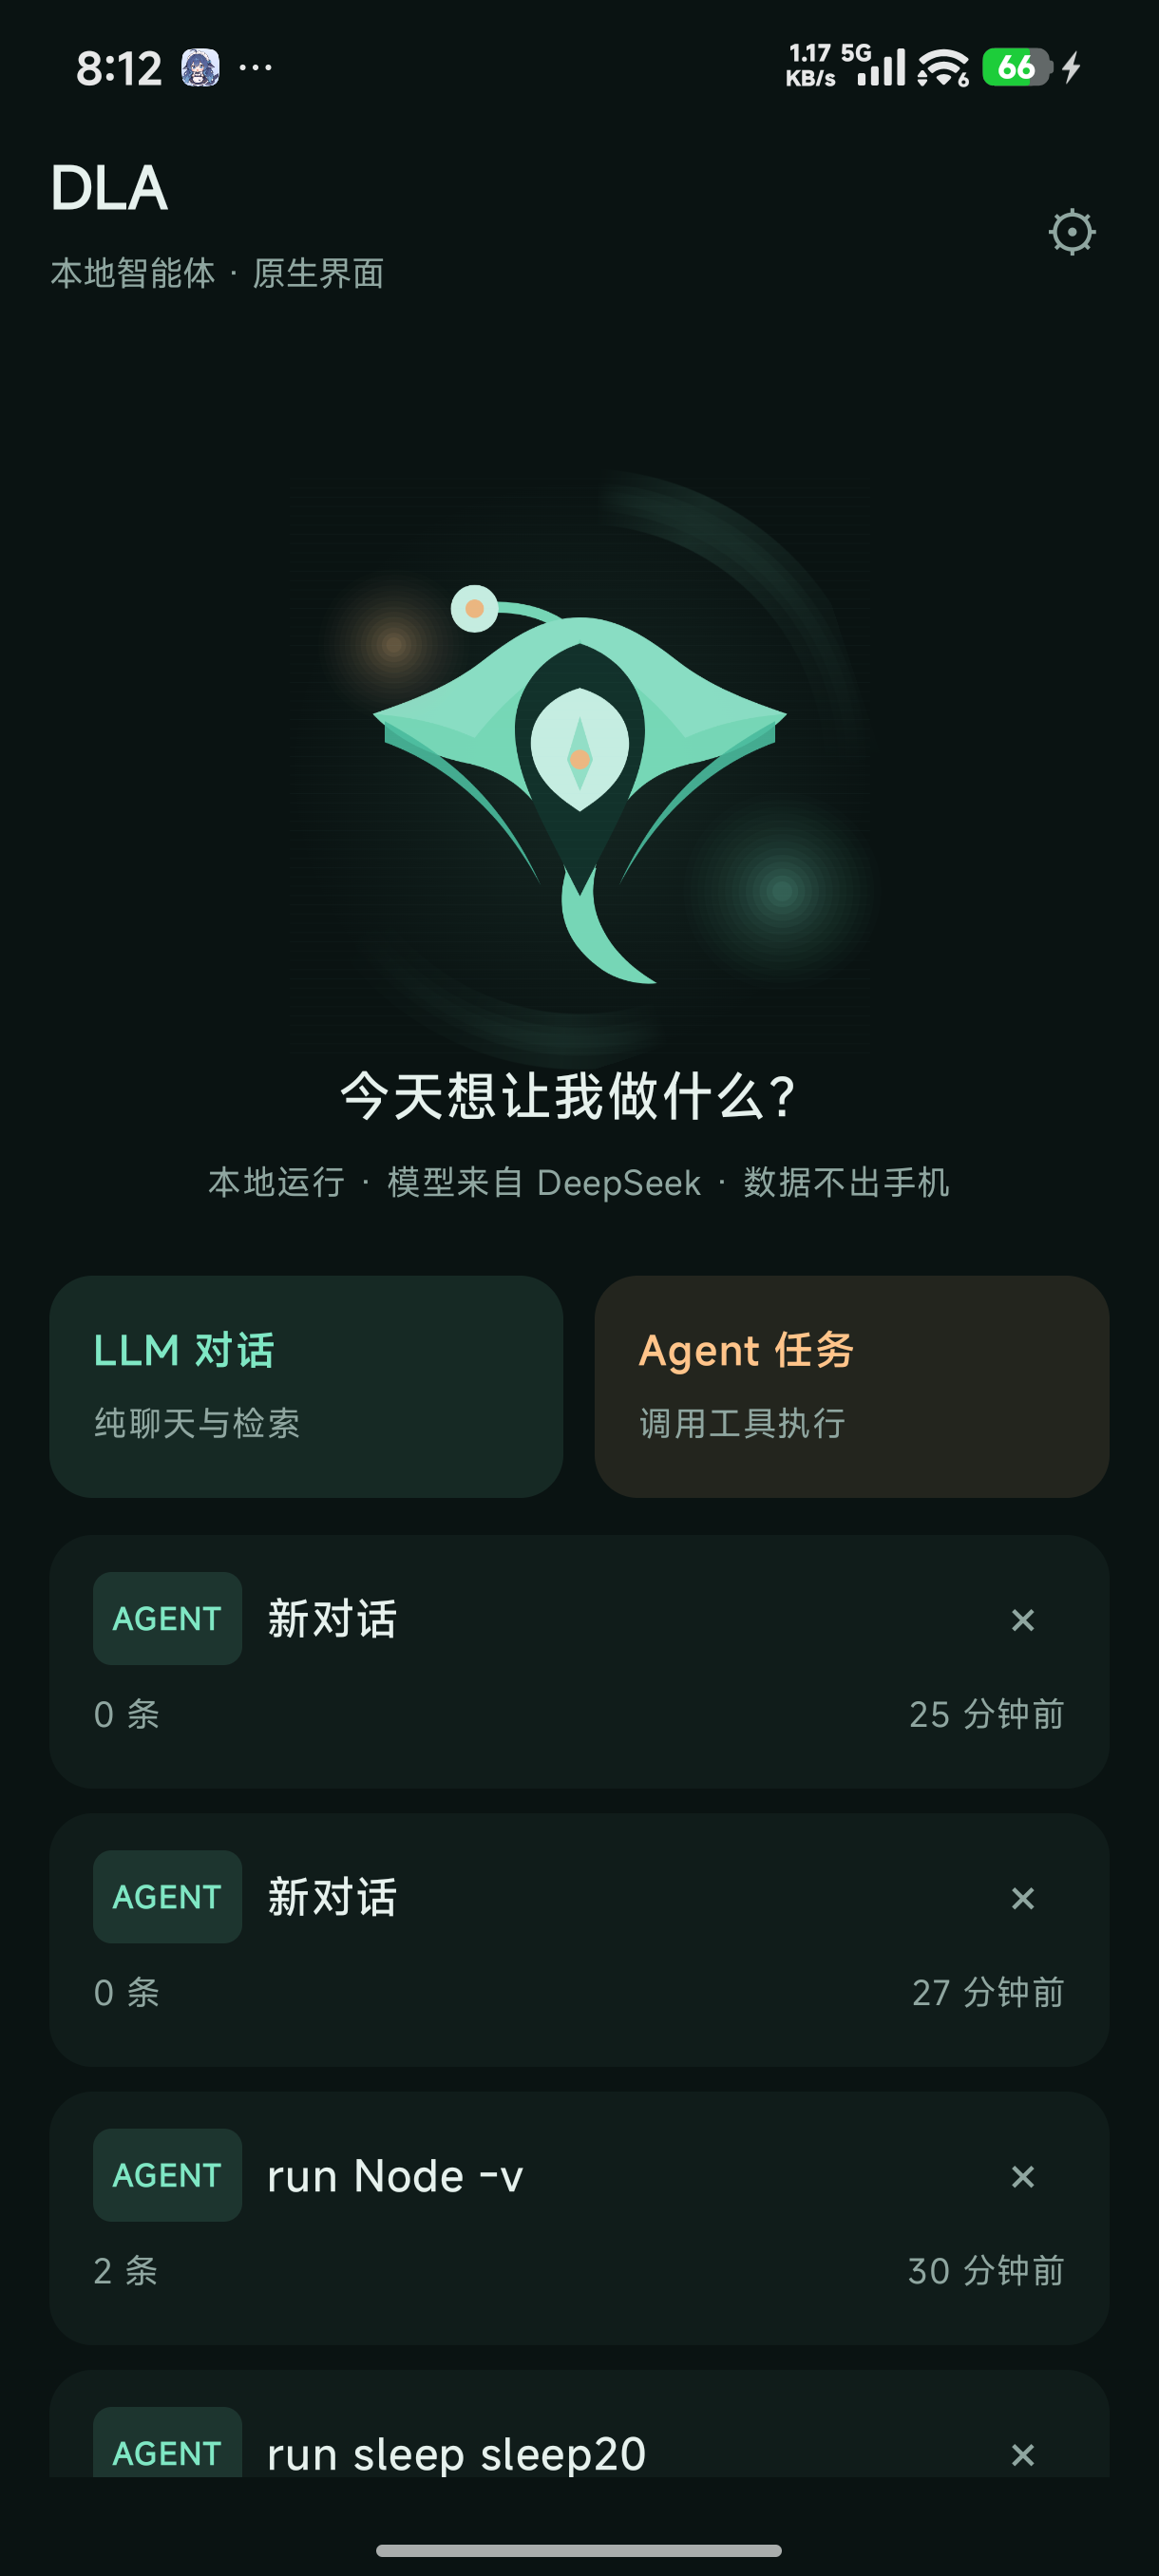 8:12 ... 1.17 KB/s 5G 6 66
DLA
本地智能体 · 原生界面
今天想让我做什么?
本地运行 · 模型来自 DeepSeek · 数据不出手机
LLM 对话
纯聊天与检索
Agent 任务
调用工具执行
AGENT 新对话 ×
0 条 25 分钟前
AGENT 新对话 ×
0 条 27 分钟前
AGENT run Node -v ×
2 条 30 分钟前
AGENT run sleep sleep20 ×